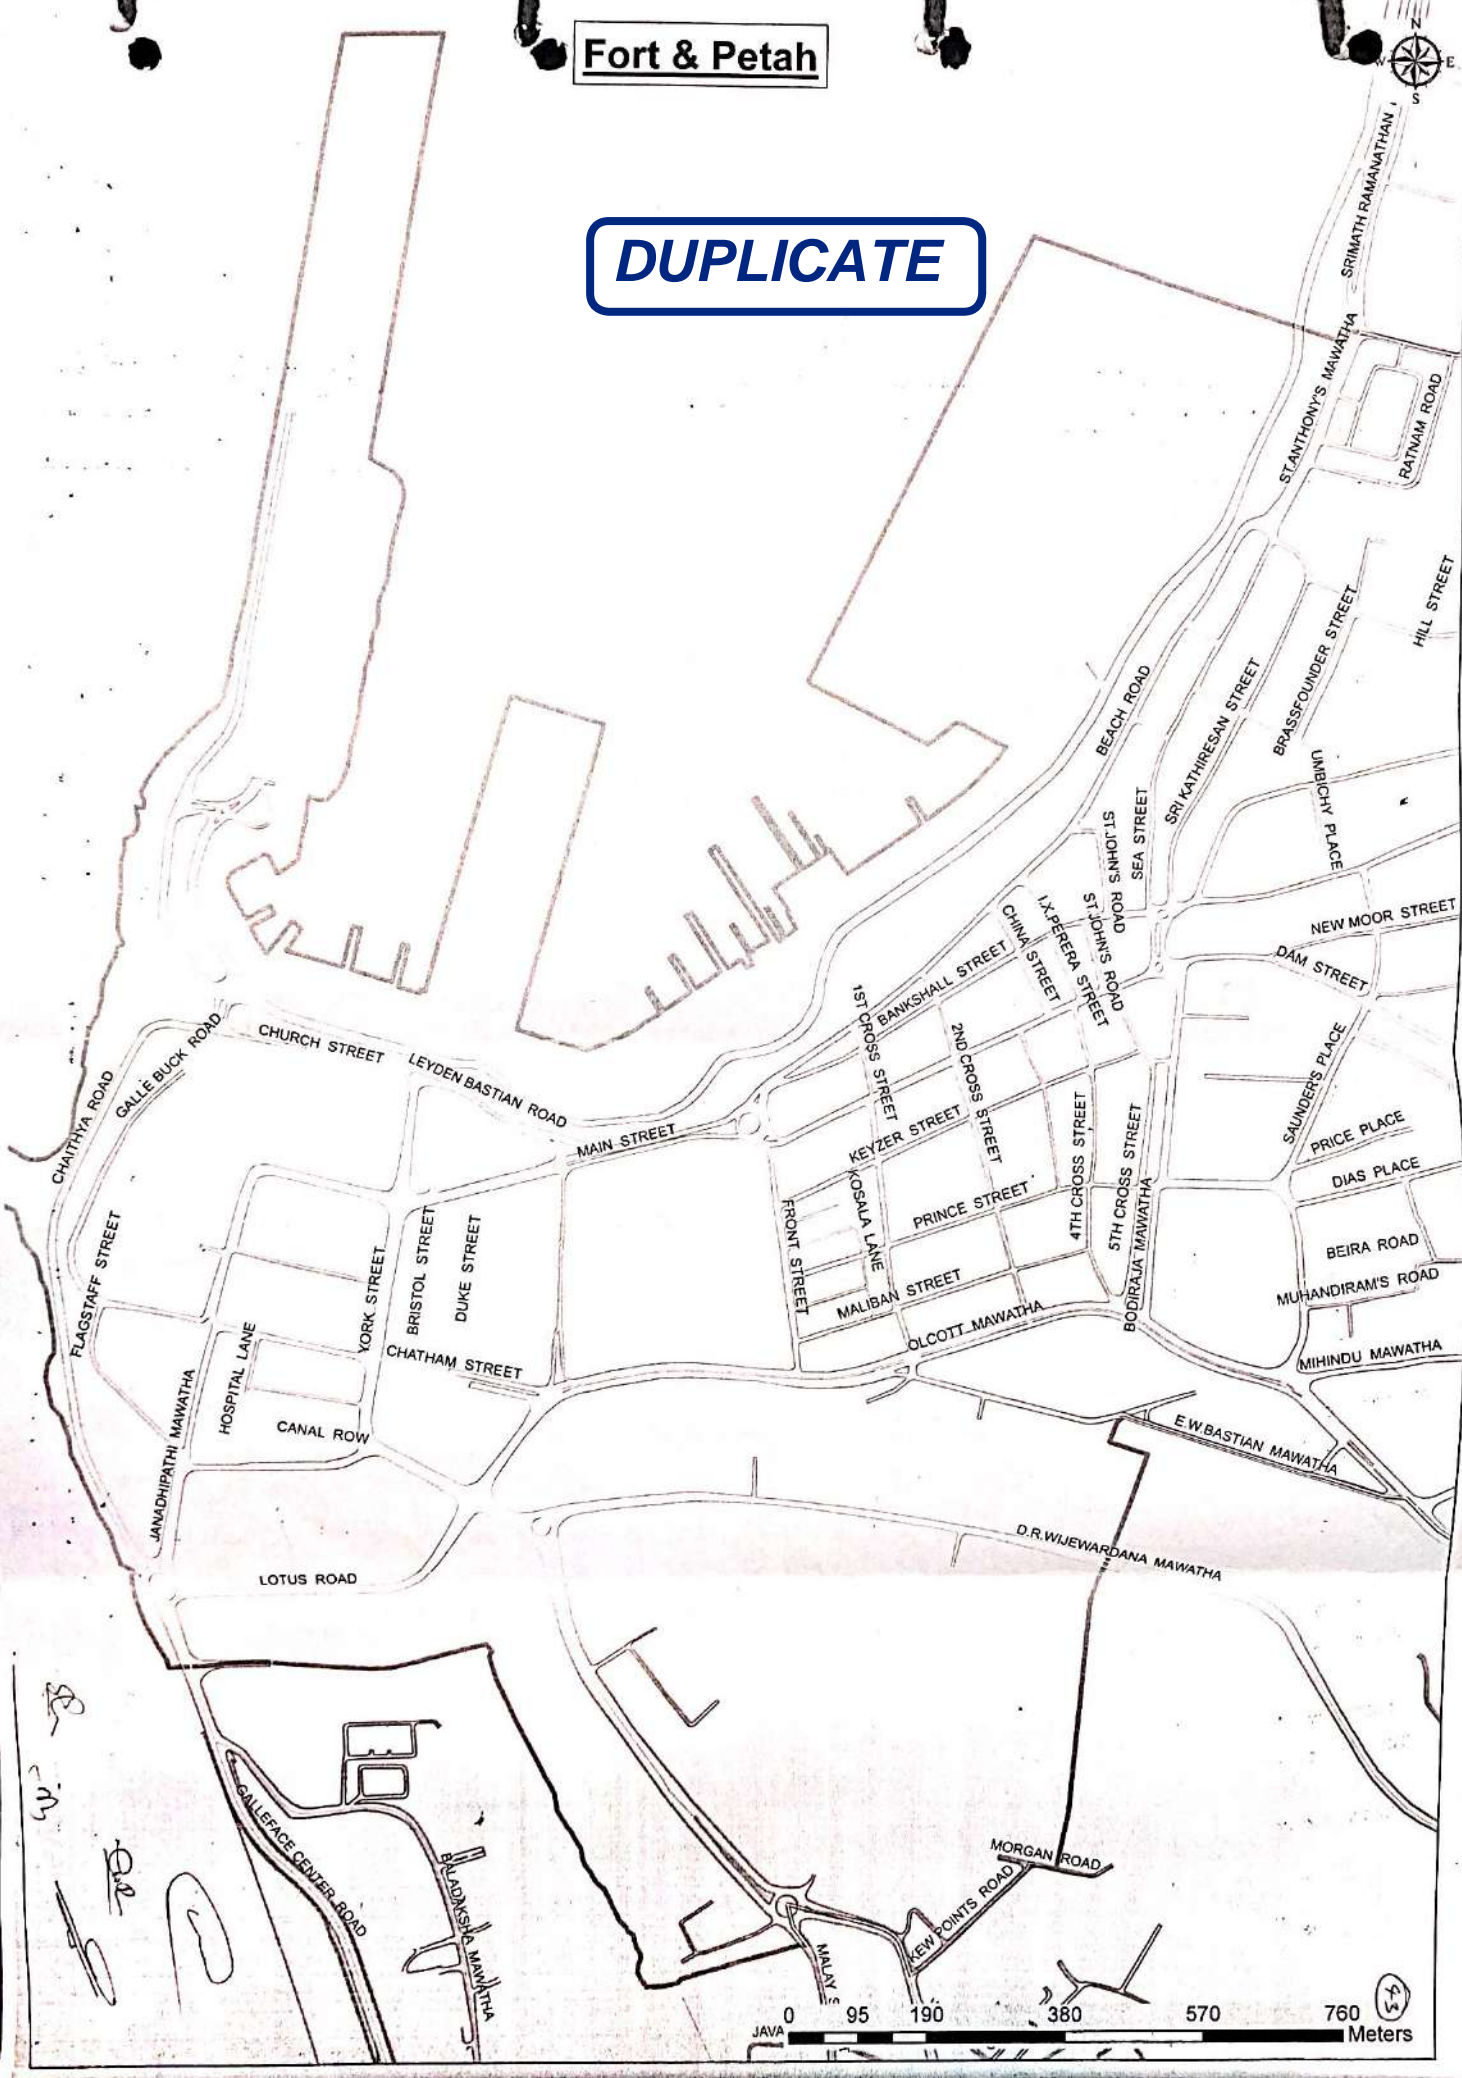 Fort & Petah
N
W
E
S
DUPLICATE
SRIMATH RAMANATHAN
ST.ANTHONY'S MAWATHA
RATNAM ROAD
HILL STREET
BRASSFOUNDER STREET
BEACH ROAD
SRI KATHIRESAN STREET
UMBICHY PLACE
SEA STREET
ST.JOHN S.N ROAD
ST.JOHN'S ROAD
I.X.PERERA STREET
CHINA STREET
NEW MOOR STREET
DAM STREET
BANKSHALL STREET
1ST CROSS STREET
2ND CROSS STREET
SAUNDER'S PLACE
GALLE BUCK ROAD
CHURCH STREET
LEYDEN BASTIAN ROAD
CHAITHYA ROAD
MAIN STREET
KEYZER STREET
4TH CROSS STREET
5TH CROSS STREET
PRICE PLACE
DIAS PLACE
KOSALA LANE
PRINCE STREET
FRONT STREET
BODIRAJA MAWATHA
BEIRA ROAD
FLAGSTAFF STREET
YORK STREET
BRISTOL STREET
DUKE STREET
MALIBAN STREET
MUHANDIRAM'S ROAD
OLCOTT MAWATHA
MIHINDU MAWATHA
HOSPITAL LANE
CHATHAM STREET
JANADHIPATHI MAWATHA
CANAL ROW
E.W.BASTIAN MAWATHA
D.R.WIJEWARDANA MAWATHA
LOTUS ROAD
GALLEFACE CENTER ROAD
BALADAKSHA MAWATHA
MORGAN ROAD
KEW POINTS ROAD
MALAY S
JAVA
0 95 190 380 570 760
Meters
43